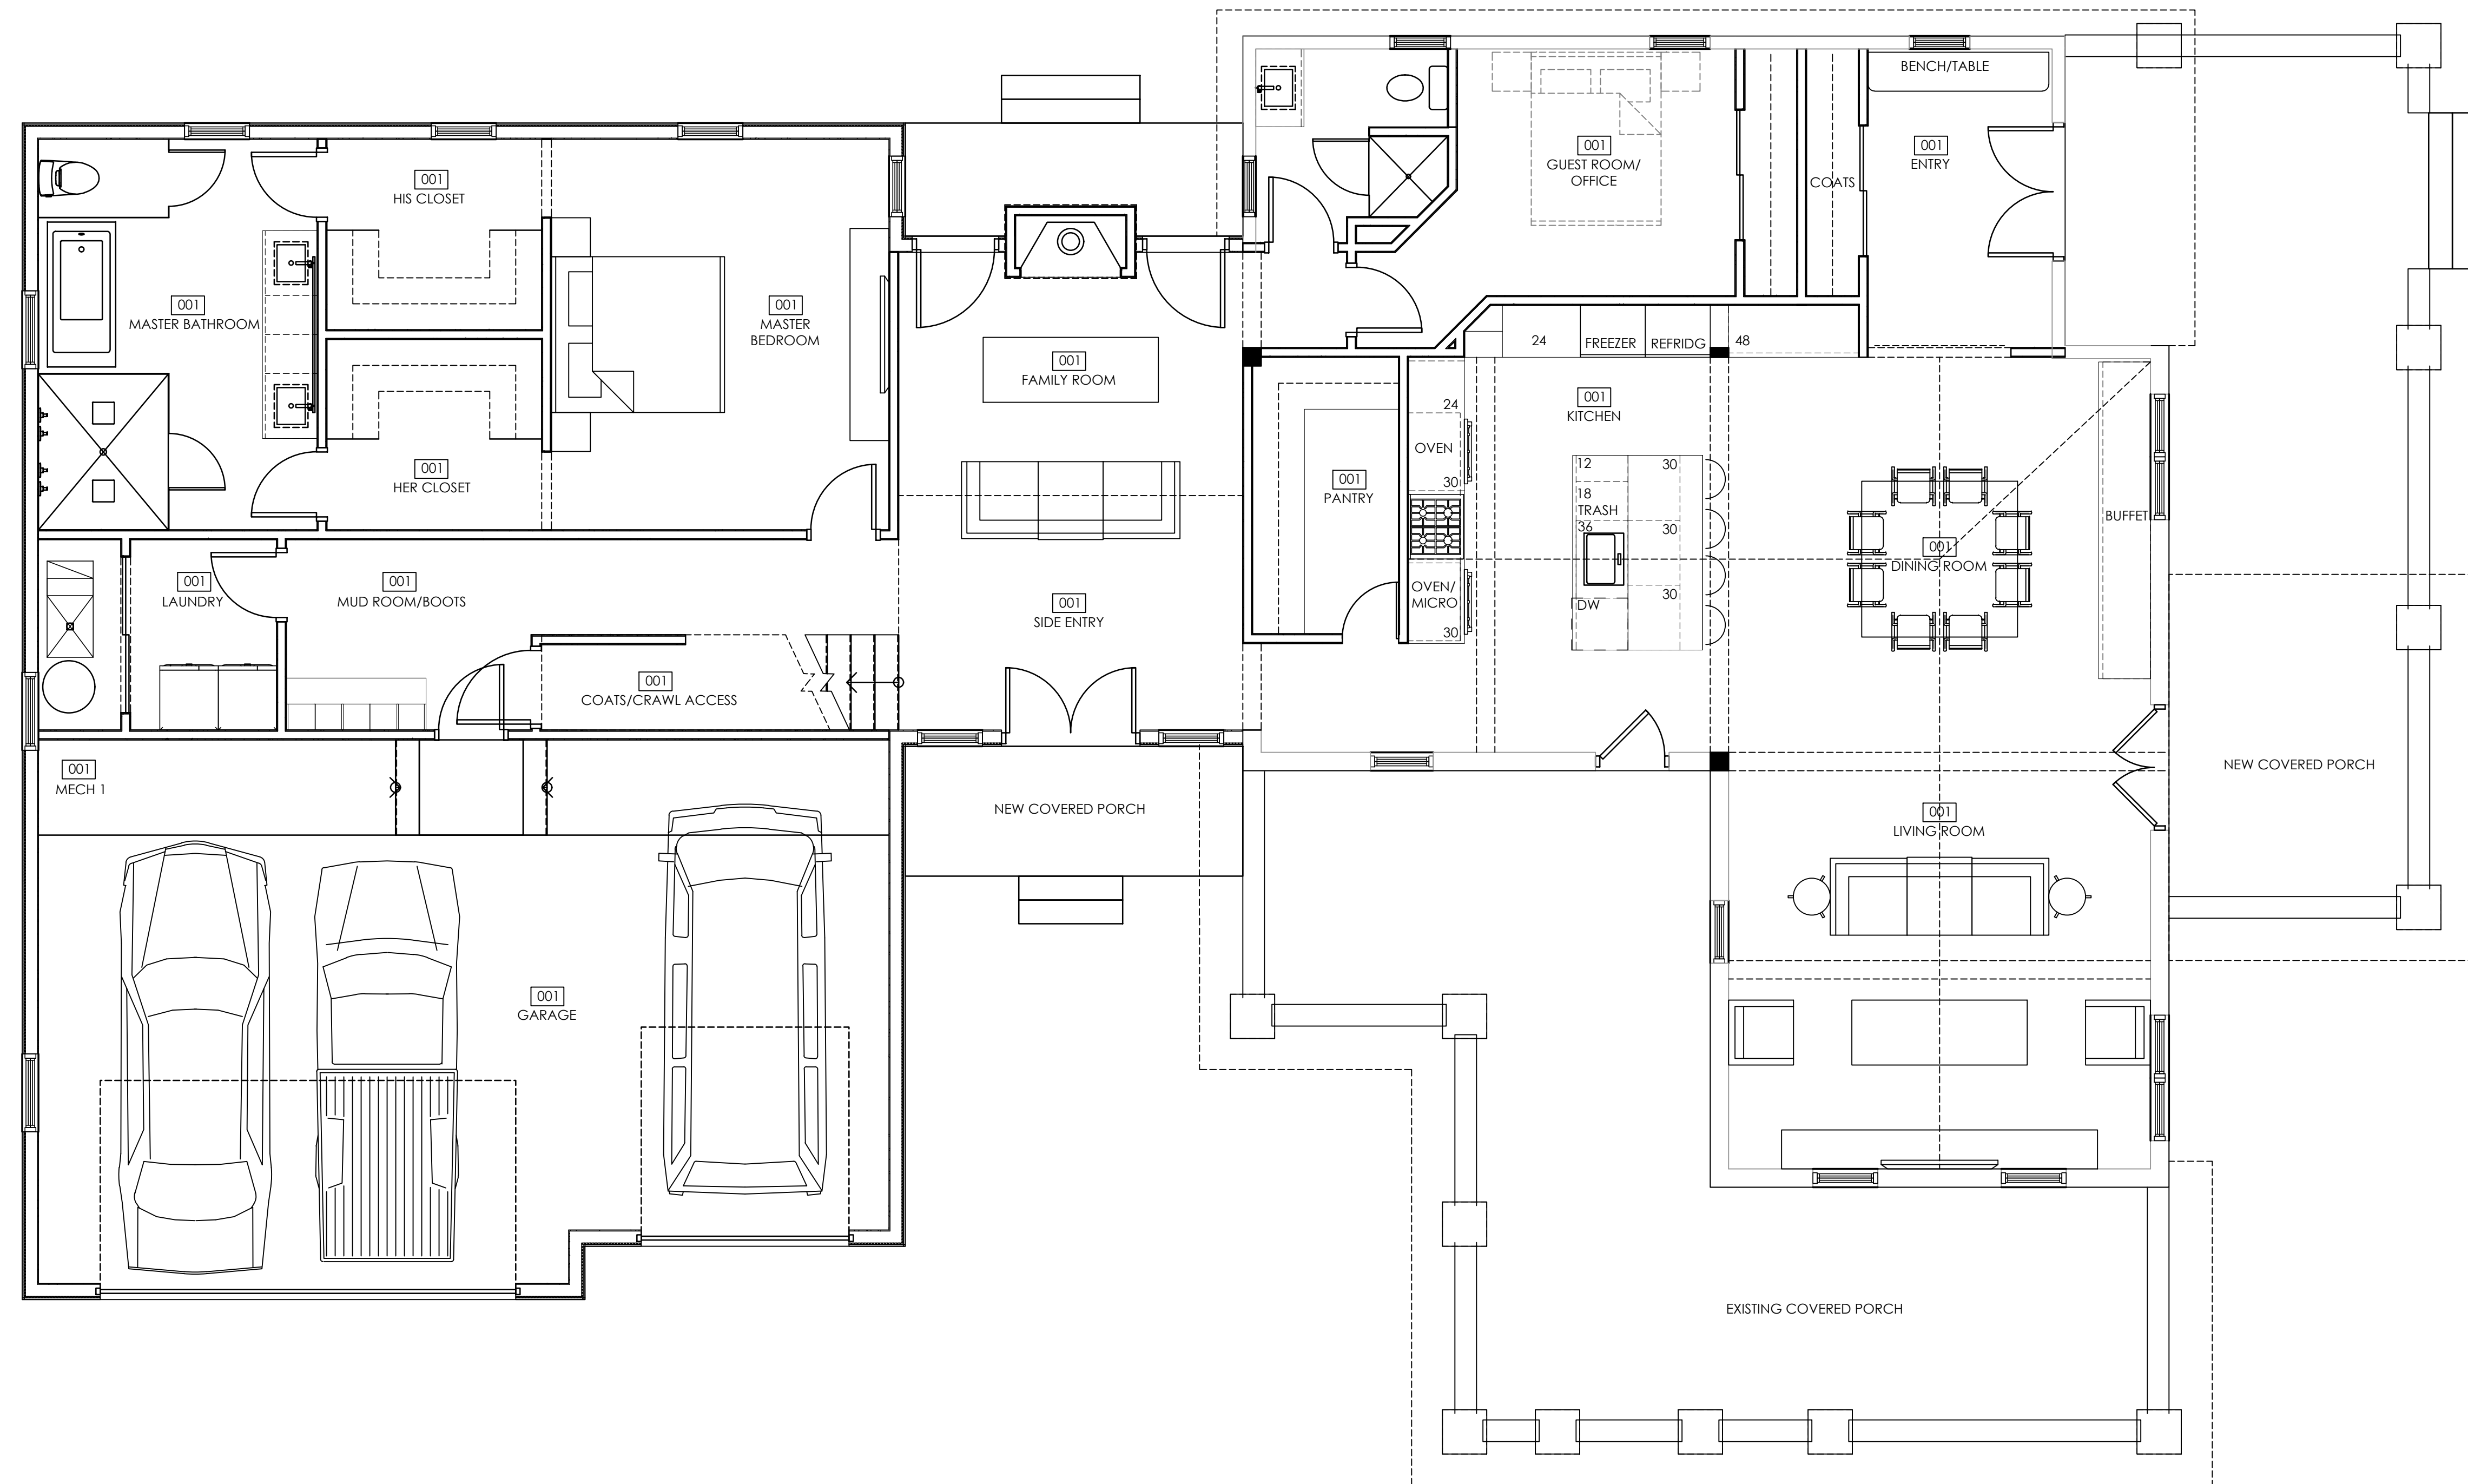 BENCH/TABLE
001
HIS CLOSET
001
GUEST ROOM/
OFFICE
COATS
001
ENTRY
001
MASTER BATHROOM
001
MASTER
BEDROOM
001
FAMILY ROOM
24
FREEZER
REFRIDG
48
001
HER CLOSET
001
PANTRY
24
OVEN
30
001
KITCHEN
12
30
18
TRASH
36
30
30
DW
BUFFET
001
DINING ROOM
001
LAUNDRY
001
MUD ROOM/BOOTS
001
SIDE ENTRY
OVEN/
MICRO
30
001
COATS/CRAWL ACCESS
001
MECH 1
NEW COVERED PORCH
NEW COVERED PORCH
001
LIVING ROOM
001
GARAGE
EXISTING COVERED PORCH